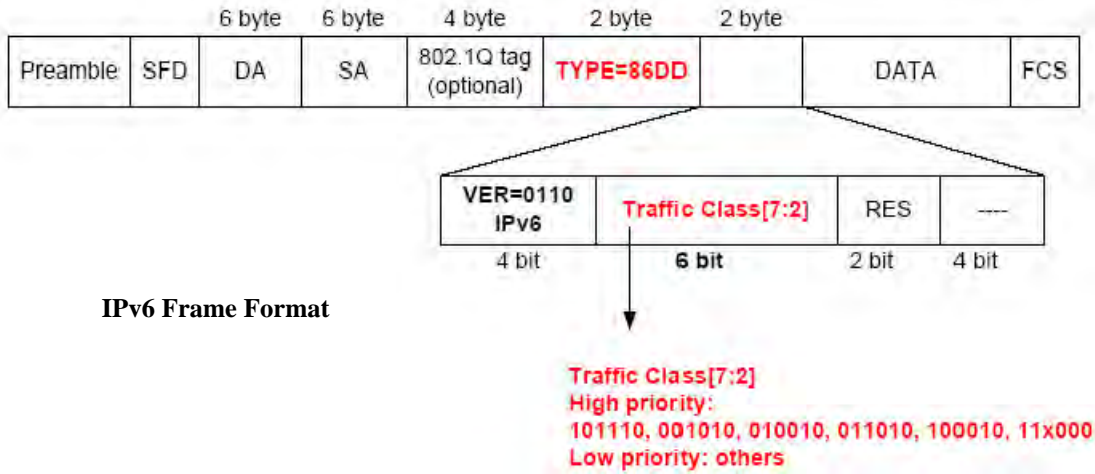 6 byte 6 byte 4 byte 2 byte 2 byte
Preamble SFD DA SA 802.1Q tag (optional) TYPE=86DD DATA FCS
VER=0110 IPv6 Traffic Class[7:2] RES ----
4 bit 6 bit 2 bit 4 bit
IPv6 Frame Format
Traffic Class[7:2]
High priority:
101110, 001010, 010010, 011010, 100010, 11x000
Low priority: others